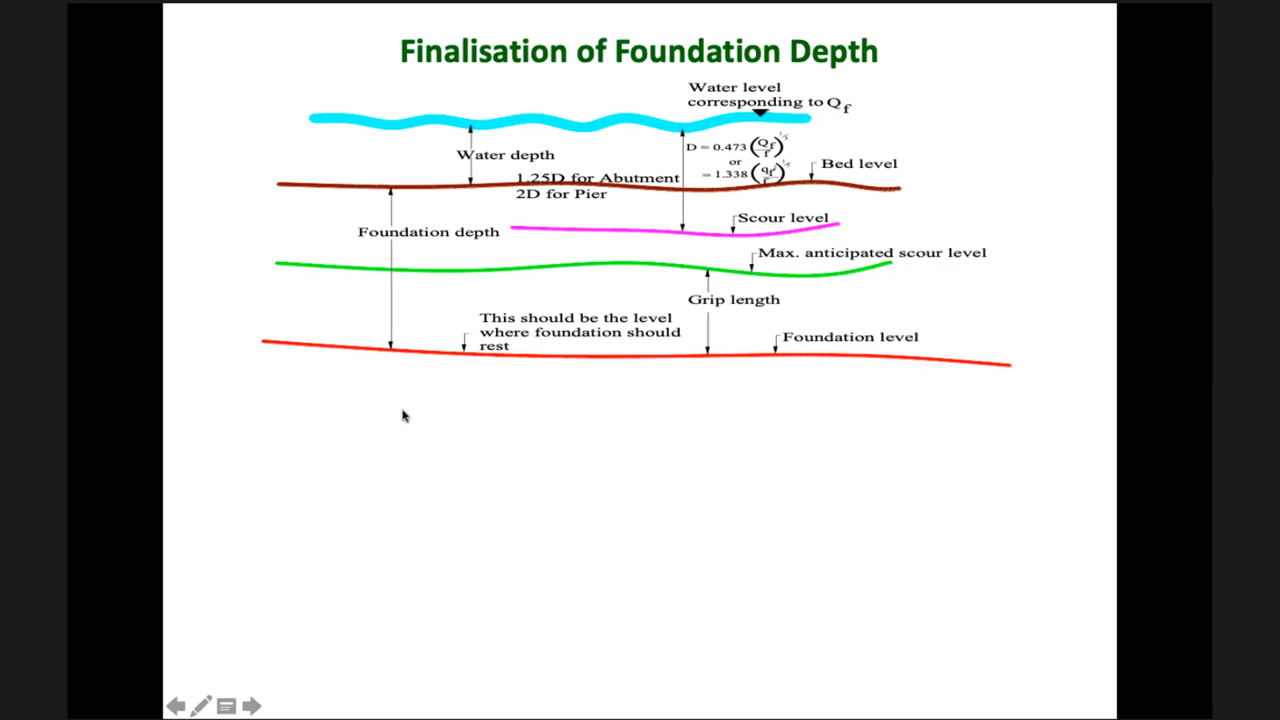 Finalisation of Foundation Depth
Water level
corresponding to Qf
Water depth
D = 0.473 (Qf/f)
or
= 1.338 (qf/f)
Bed level
1.25D for Abutment
2D for Pier
Scour level
Foundation depth
Max. anticipated scour level
Grip length
This should be the level
where foundation should
rest
Foundation level